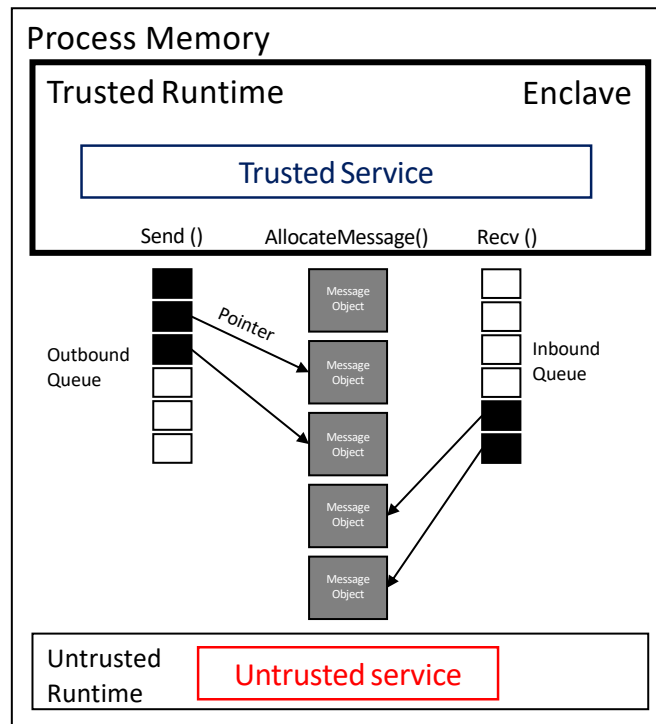 Process Memory
Trusted Runtime
Enclave
Trusted Service
Send ()
AllocateMessage()
Recv ()
Message
Object
Pointer
Message
Object
Outbound
Queue
Inbound
Queue
Message
Object
Message
Object
Message
Object
Untrusted
Runtime
Untrusted service